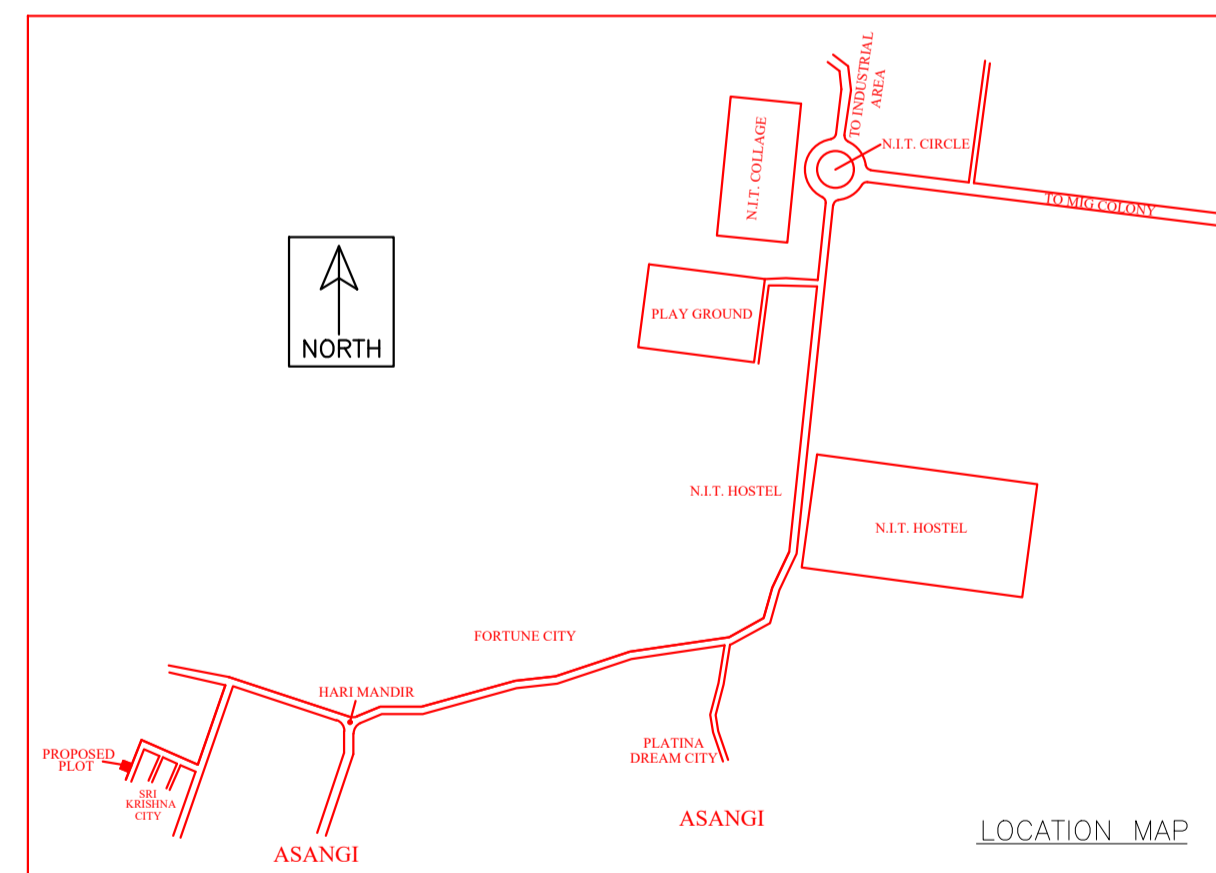 TO INDUSTRIAL
AREA
N.I.T. COLLAGE
N.I.T. CIRCLE
TO MIG COLONY
NORTH
PLAY GROUND
N.I.T. HOSTEL
N.I.T. HOSTEL
FORTUNE CITY
HARI MANDIR
PROPOSED
PLOT
SRI
KRISHNA
CITY
PLATINA
DREAM CITY
ASANGI
ASANGI
LOCATION MAP